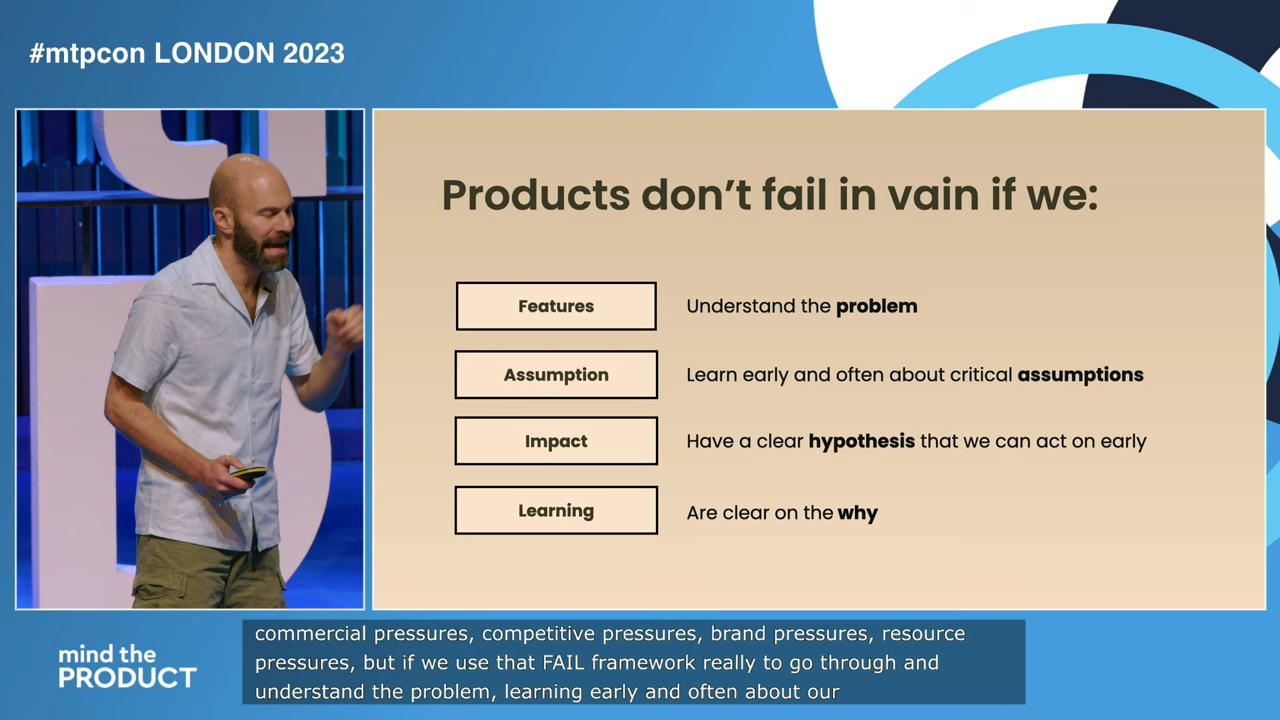 #mtpcon LONDON 2023
Products don't fail in vain if we:
Features
Understand the problem
Assumption
Learn early and often about critical assumptions
Impact
Have a clear hypothesis that we can act on early
Learning
Are clear on the why
mind the
PRODUCT
commercial pressures, competitive pressures, brand pressures, resource
pressures, but if we use that FAIL framework really to go through and
understand the problem, learning early and often about our